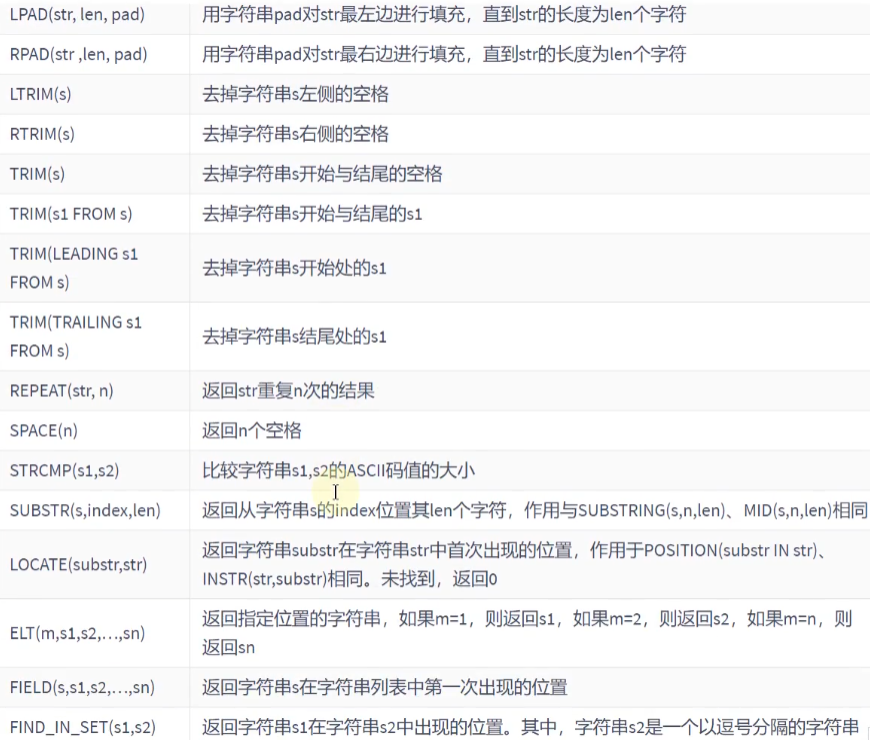 LPAD(str, len, pad) 用字符串pad对str最左边进行填充，直到str的长度为len个字符
RPAD(str ,len, pad) 用字符串pad对str最右边进行填充，直到str的长度为len个字符
LTRIM(s) 去掉字符串s左侧的空格
RTRIM(s) 去掉字符串s右侧的空格
TRIM(s) 去掉字符串s开始与结尾的空格
TRIM(s1 FROM s) 去掉字符串s开始与结尾的s1
TRIM(LEADING s1
FROM s) 去掉字符串s开始处的s1
TRIM(TRAILING s1
FROM s) 去掉字符串s结尾处的s1
REPEAT(str, n) 返回str重复n次的结果
SPACE(n) 返回n个空格
STRCMP(s1,s2) 比较字符串s1,s2的ASCII码值的大小
SUBSTR(s,index,len) 返回从字符串s的index位置其len个字符，作用与SUBSTRING(s,n,len)、MID(s,n,len)相同
LOCATE(substr,str) 返回字符串substr在字符串str中首次出现的位置，作用于POSITION(substr IN str)、
INSTR(str,substr)相同。未找到，返回0
ELT(m,s1,s2,…,sn) 返回指定位置的字符串，如果m=1，则返回s1，如果m=2，则返回s2，如果m=n，则
返回sn
FIELD(s,s1,s2,…,sn) 返回字符串s在字符串列表中第一次出现的位置
FIND_IN_SET(s1,s2) 返回字符串s1在字符串s2中出现的位置。其中，字符串s2是一个以逗号分隔的字符串